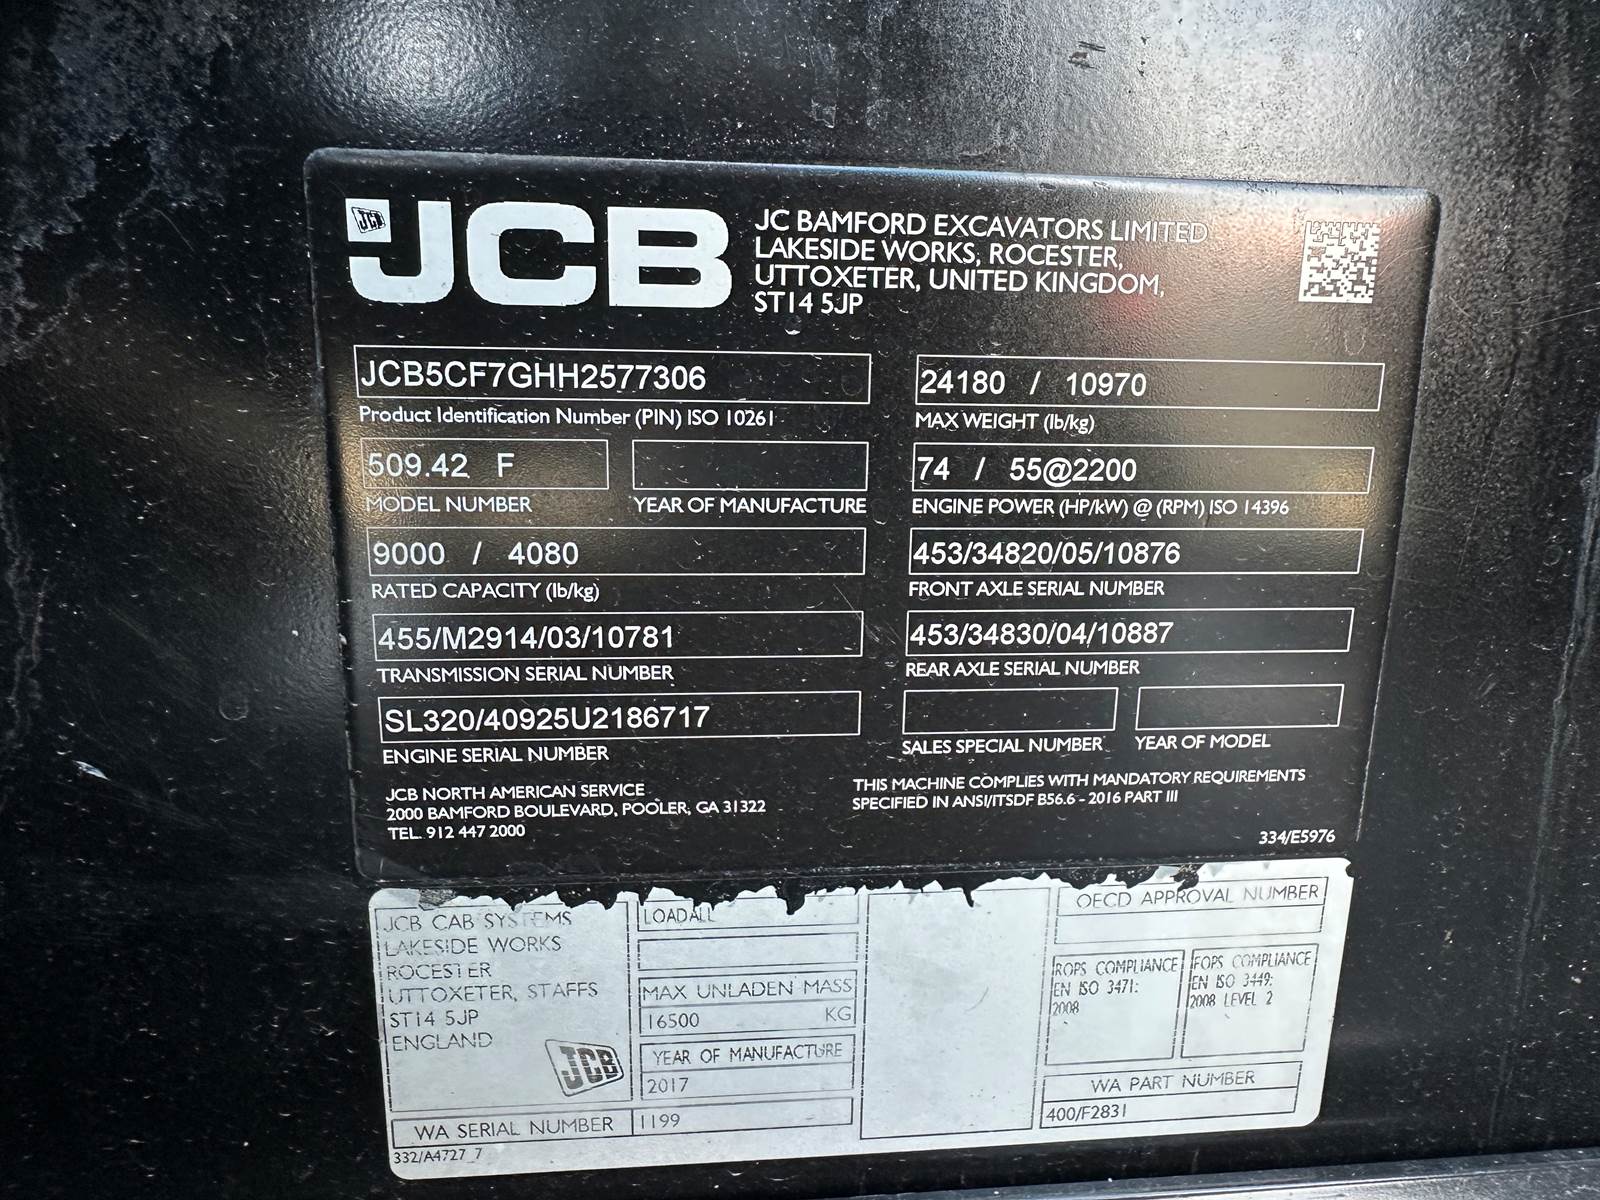 JCB
JCB
JC BAMFORD EXCAVATORS LIMITED
LAKESIDE WORKS, ROCESTER,
UTTOXETER, UNITED KINGDOM,
ST14 5JP
JCB5CF7GHH2577306
Product Identification Number (PIN) ISO 10261
509.42 F
MODEL NUMBER
YEAR OF MANUFACTURE
9000 / 4080
RATED CAPACITY (lb/kg)
455/M2914/03/10781
TRANSMISSION SERIAL NUMBER
SL320/40925U2186717
ENGINE SERIAL NUMBER
24180 / 10970
MAX WEIGHT (lb/kg)
74 / 55@2200
ENGINE POWER (HP/kW) @ (RPM) ISO 14396
453/34820/05/10876
FRONT AXLE SERIAL NUMBER
453/34830/04/10887
REAR AXLE SERIAL NUMBER
SALES SPECIAL NUMBER
YEAR OF MODEL
JCB NORTH AMERICAN SERVICE
2000 BAMFORD BOULEVARD, POOLER, GA 31322
TEL. 912 447 2000
THIS MACHINE COMPLIES WITH MANDATORY REQUIREMENTS
SPECIFIED IN ANSI/ITSDF B56.6 - 2016 PART III
334/E5976
JCB CAB SYSTEMS
LAKESIDE WORKS
ROCESTER
UTTOXETER, STAFFS
ST14 5JP
ENGLAND
JCB
WA SERIAL NUMBER
1199
332/A4727_7
LOADALL
MAX UNLADEN MASS
16500 KG
YEAR OF MANUFACTURE
2017
OECD APPROVAL NUMBER
ROPS COMPLIANCE
EN ISO 3471:
2008
FOPS COMPLIANCE
EN ISO 3449:
2008 LEVEL 2
WA PART NUMBER
400/F2831